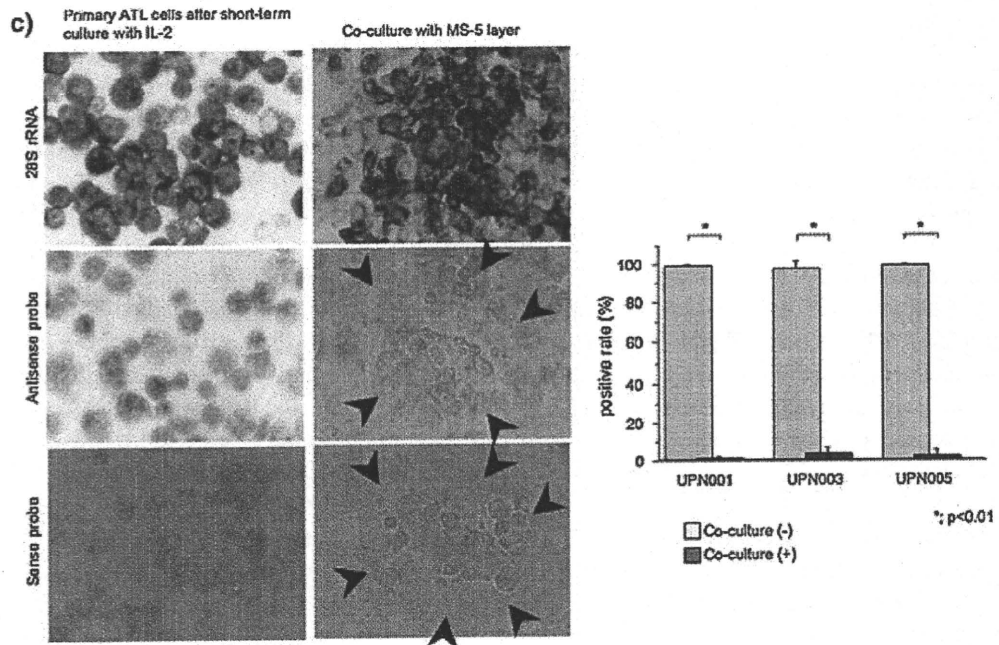 c)
Primary ATL cells after short-term
culture with IL-2
Co-culture with MS-5 layer
28S rRNA
Antisense probe
Sense probe
positive rate (%)
100
80
60
40
20
0
* * *
UPN001 UPN003 UPN005
Co-culture (-)
Co-culture (+)
*; p<0.01